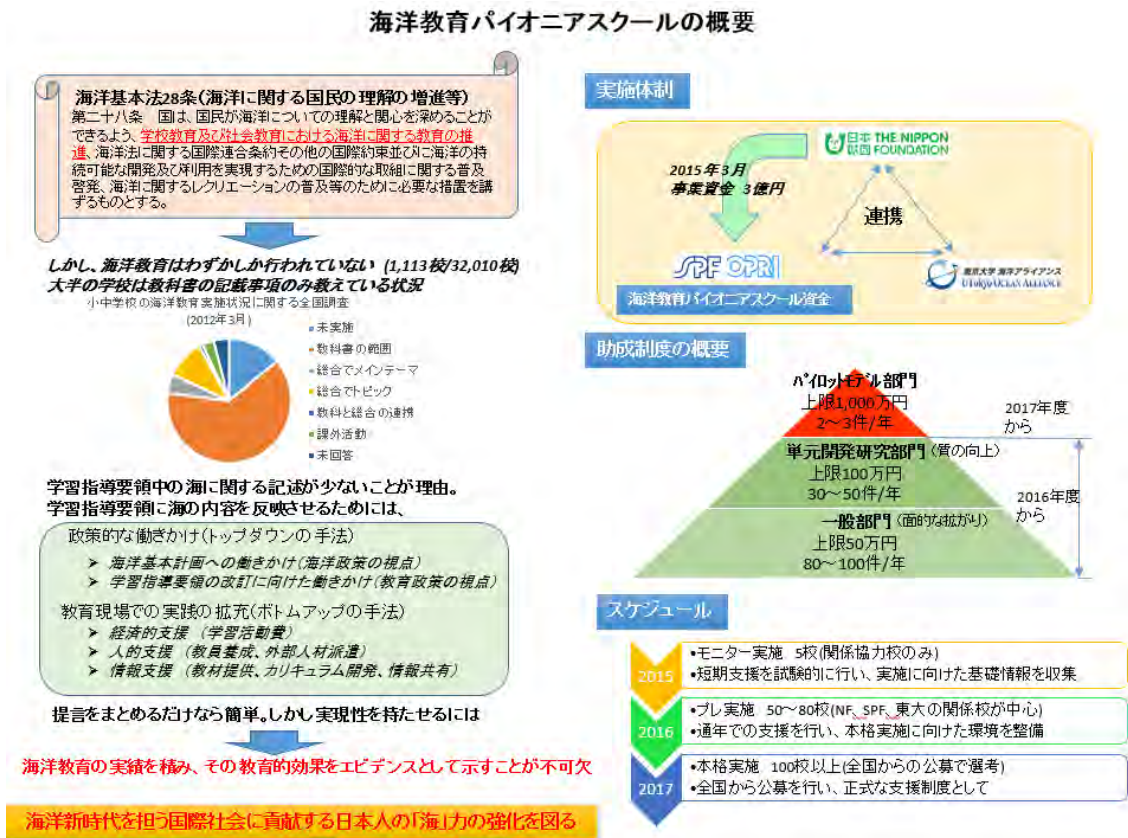 海洋教育パイオニアスクールの概要
海洋基本法28条(海洋に関する国民の理解の増進等)
第二十八条　国は、国民が海洋についての理解と関心を深めることが
できるよう、学校教育及び社会教育における海洋に関する教育の推
進、海洋法に関する国際連合条約その他の国際約束並びに海洋の持
続可能な開発及び利用を実現するための国際的な取組に関する普及
啓発、海洋に関するレクリエーションの普及等のために必要な措置を講
ずるものとする。
しかし、海洋教育はわずかしか行われていない (1,113校/32,010校)
大半の学校は教科書の記載事項のみ教えている状況
小中学校の海洋教育実施状況に関する全国調査
(2012年3月)
未実施
教科書の範囲
総合でメインテーマ
総合でトピック
教科と総合の連携
課外活動
未回答
学習指導要領中の海に関する記述が少ないことが理由。
学習指導要領に海の内容を反映させるためには、
政策的な働きかけ(トップダウンの手法)
➢ 海洋基本計画への働きかけ(海洋政策の視点)
➢ 学習指導要領の改訂に向けた働きかけ(教育政策の視点)
教育現場での実践の拡充(ボトムアップの手法)
➢ 経済的支援 (学習活動費)
➢ 人的支援 (教員養成、外部人材派遣)
➢ 情報支援 (教材提供、カリキュラム開発、情報共有)
提言をまとめるだけなら簡単。しかし実現性を持たせるには
海洋教育の実績を積み、その教育的効果をエビデンスとして示すことが不可欠
海洋新時代を担う国際社会に貢献する日本人の「海」力の強化を図る
実施体制
日本 THE NIPPON
財団 FOUNDATION
2015年3月
事業資金 3億円
連携
SPF OPRI
海洋教育パイオニアスクール資金
東京大学 海洋アライアンス
UTokyo OCEAN ALLIANCE
助成制度の概要
パイロットモデル部門
上限1,000万円
2～3件/年
2017年度
から
単元開発研究部門(質の向上)
上限100万円
30～50件/年
2016年度
から
一般部門(面的な拡がり)
上限50万円
80～100件/年
スケジュール
2015
•モニター実施 5校(関係協力校のみ)
•短期支援を試験的に行い、実施に向けた基礎情報を収集
2016
•プレ実施 50～80校(NF、SPF、東大の関係校が中心)
•通年での支援を行い、本格実施に向けた環境を整備
2017
•本格実施 100校以上(全国からの公募で選考)
•全国から公募を行い、正式な支援制度として